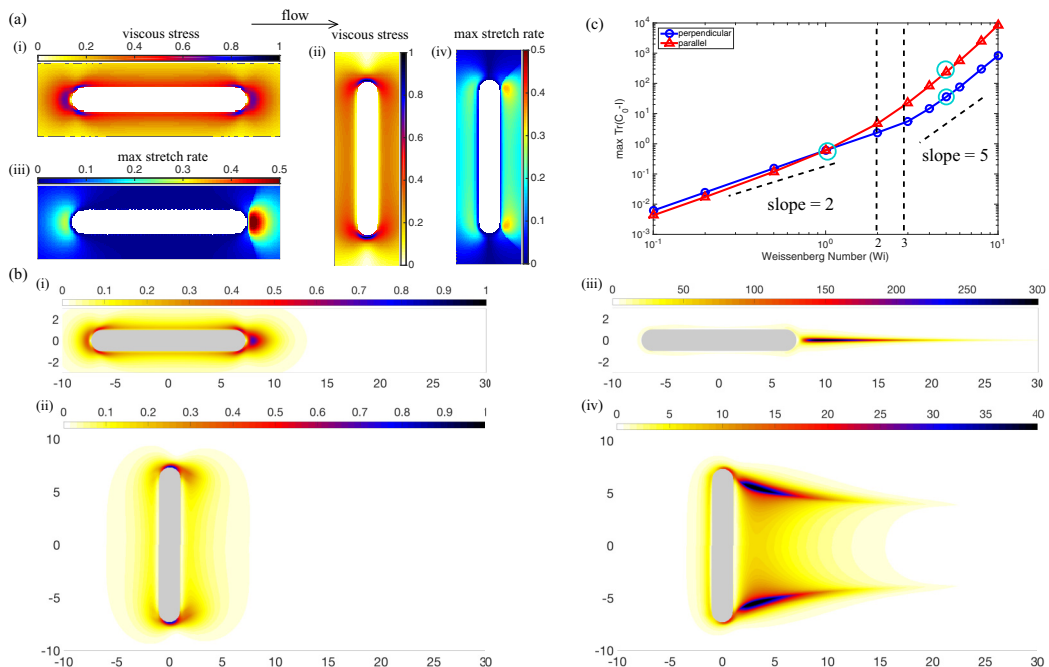 (a)
flow
(i)
viscous stress
0 0.2 0.4 0.6 0.8 1
(iii)
max stretch rate
0 0.1 0.2 0.3 0.4 0.5
(ii)
viscous stress
1
0.8
0.6
0.4
0.2
0
(iv)
max stretch rate
0.5
0.4
0.3
0.2
0.1
0
(c)
perpendicular
parallel
max Tr(C₀-I)
10⁴
10³
10²
10¹
10⁰
10⁻¹
10⁻²
10⁻³
slope = 5
slope = 2
10⁻¹ 10⁰ 2 3 10¹
Weissenberg Number (Wi)
(b)
(i)
0 0.1 0.2 0.3 0.4 0.5 0.6 0.7 0.8 0.9 1
2
0
-2
-10 -5 0 5 10 15 20 25 30
(iii)
0 50 100 150 200 250 300
2
0
-2
-10 -5 0 5 10 15 20 25 30
(ii)
0 0.1 0.2 0.3 0.4 0.5 0.6 0.7 0.8 0.9
10
5
0
-5
-10
-10 -5 0 5 10 15 20 25 30
(iv)
0 5 10 15 20 25 30 35 40
10
5
0
-5
-10
-10 -5 0 5 10 15 20 25 30